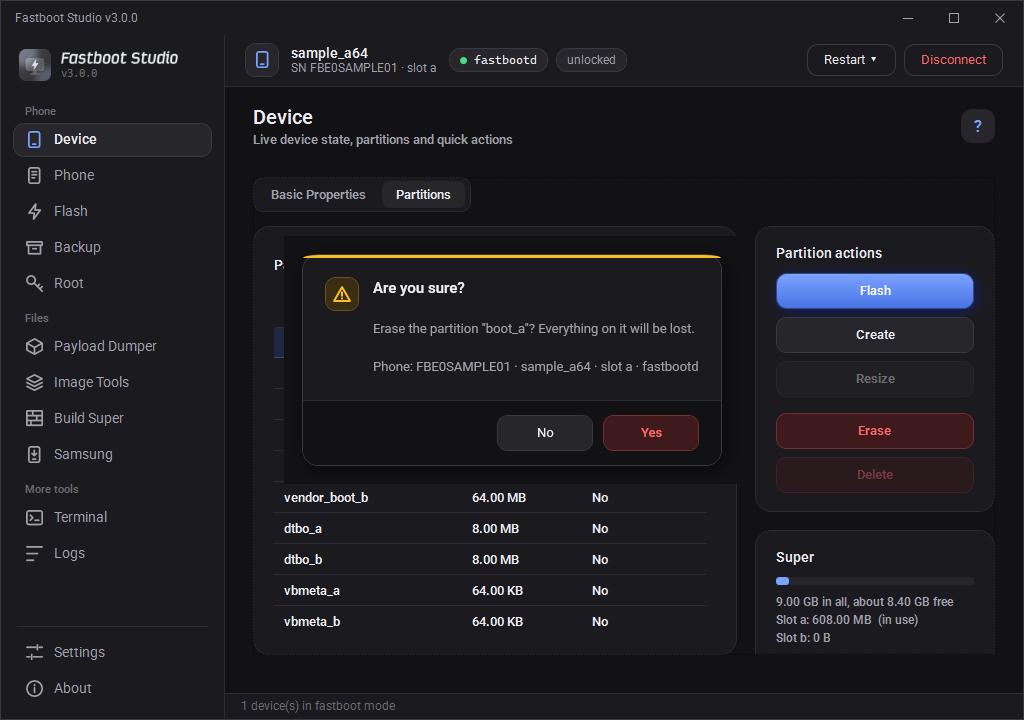 Fastboot Studio v3.0.0
Fastboot Studio
v3.0.0
Phone
Device
Phone
Flash
Backup
Root
Files
Payload Dumper
Image Tools
Build Super
Samsung
More tools
Terminal
Logs
Settings
About
sample_a64
SN FBE0SAMPLE01 · slot a
fastbootd
unlocked
Restart
Disconnect
Device
Live device state, partitions and quick actions
?
Basic Properties
Partitions
Are you sure?
Erase the partition "boot_a"? Everything on it will be lost.
Phone: FBE0SAMPLE01 · sample_a64 · slot a · fastbootd
No
Yes
vendor_boot_b 64.00 MB No
dtbo_a 8.00 MB No
dtbo_b 8.00 MB No
vbmeta_a 64.00 KB No
vbmeta_b 64.00 KB No
Partition actions
Flash
Create
Resize
Erase
Delete
Super
9.00 GB in all, about 8.40 GB free
Slot a: 608.00 MB (in use)
Slot b: 0 B
1 device(s) in fastboot mode